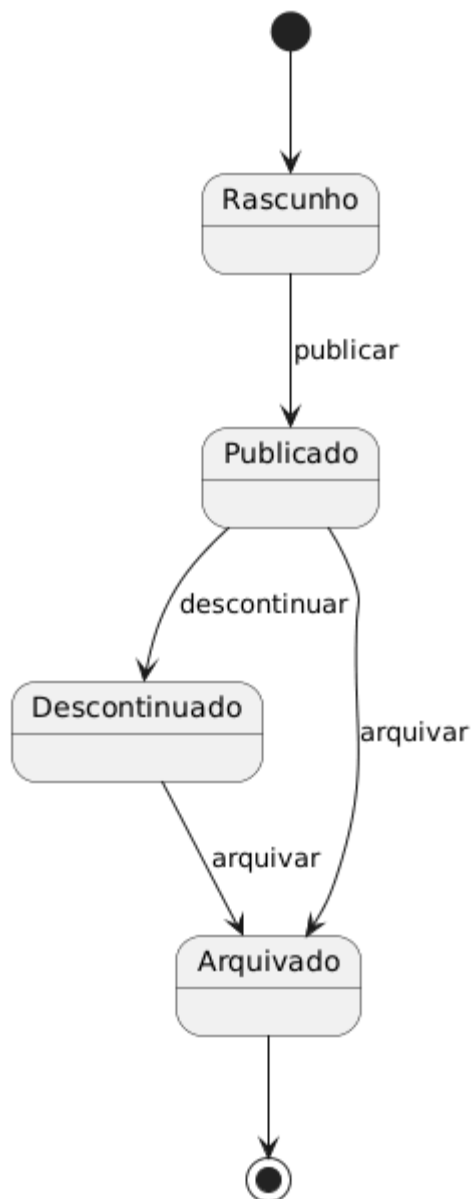 Rascunho
publicar
Publicado
descontinuar
Descontinuado
arquivar
arquivar
Arquivado